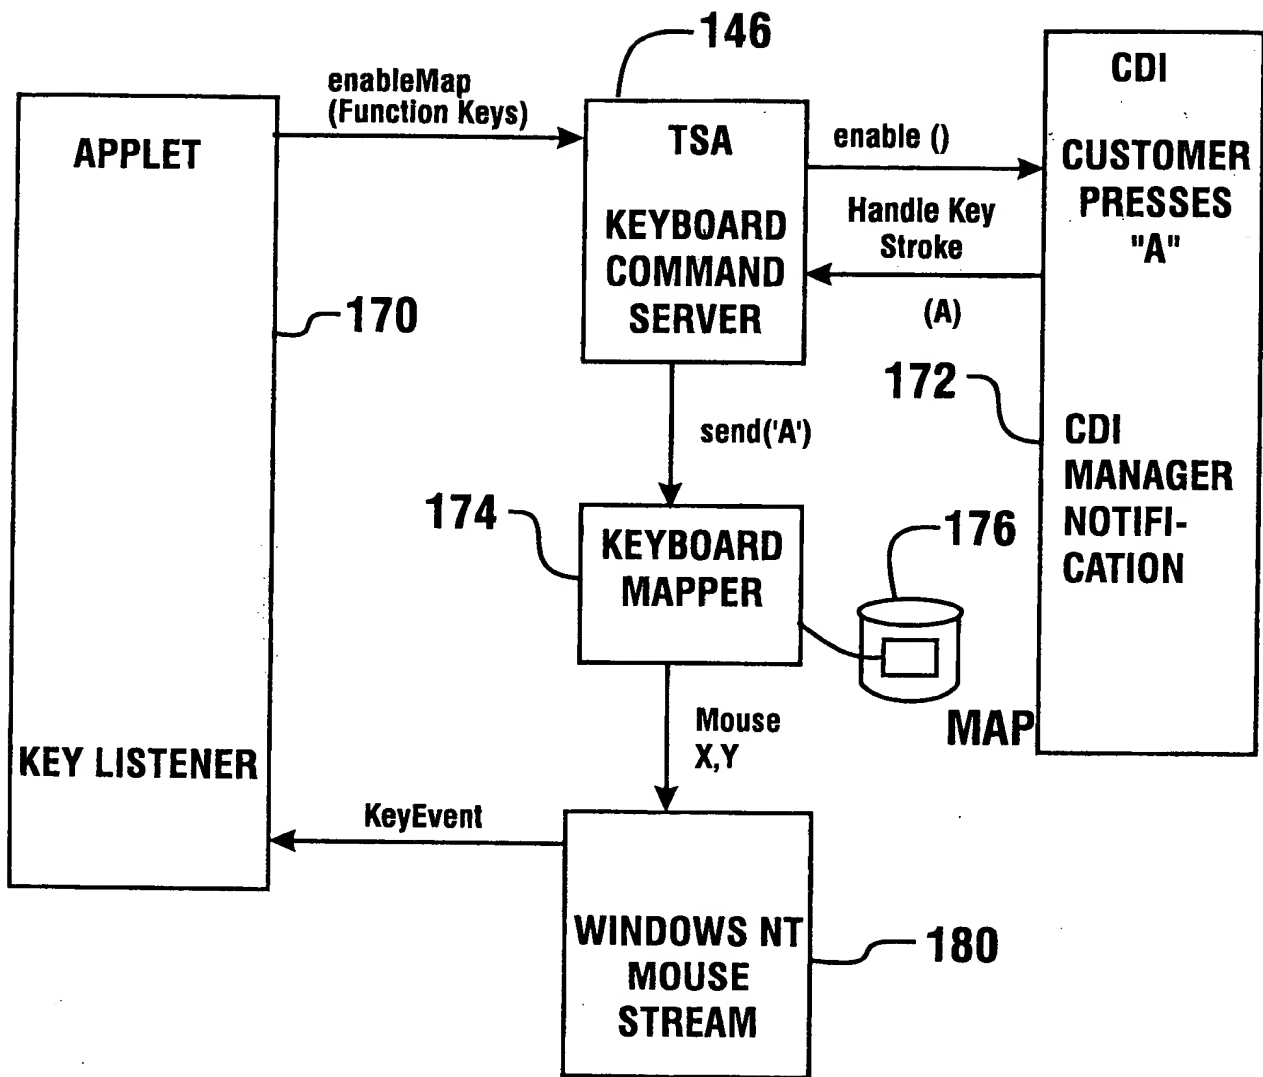 146
enableMap
(Function Keys)
APPLET
TSA
KEYBOARD
COMMAND
SERVER
enable ()
Handle Key
Stroke
(A)
CDI
CUSTOMER
PRESSES
"A"
170
172
CDI
MANAGER
NOTIFI-
CATION
send('A')
174
KEYBOARD
MAPPER
176
MAP
Mouse
X,Y
KEY LISTENER
KeyEvent
WINDOWS NT
MOUSE
STREAM
180